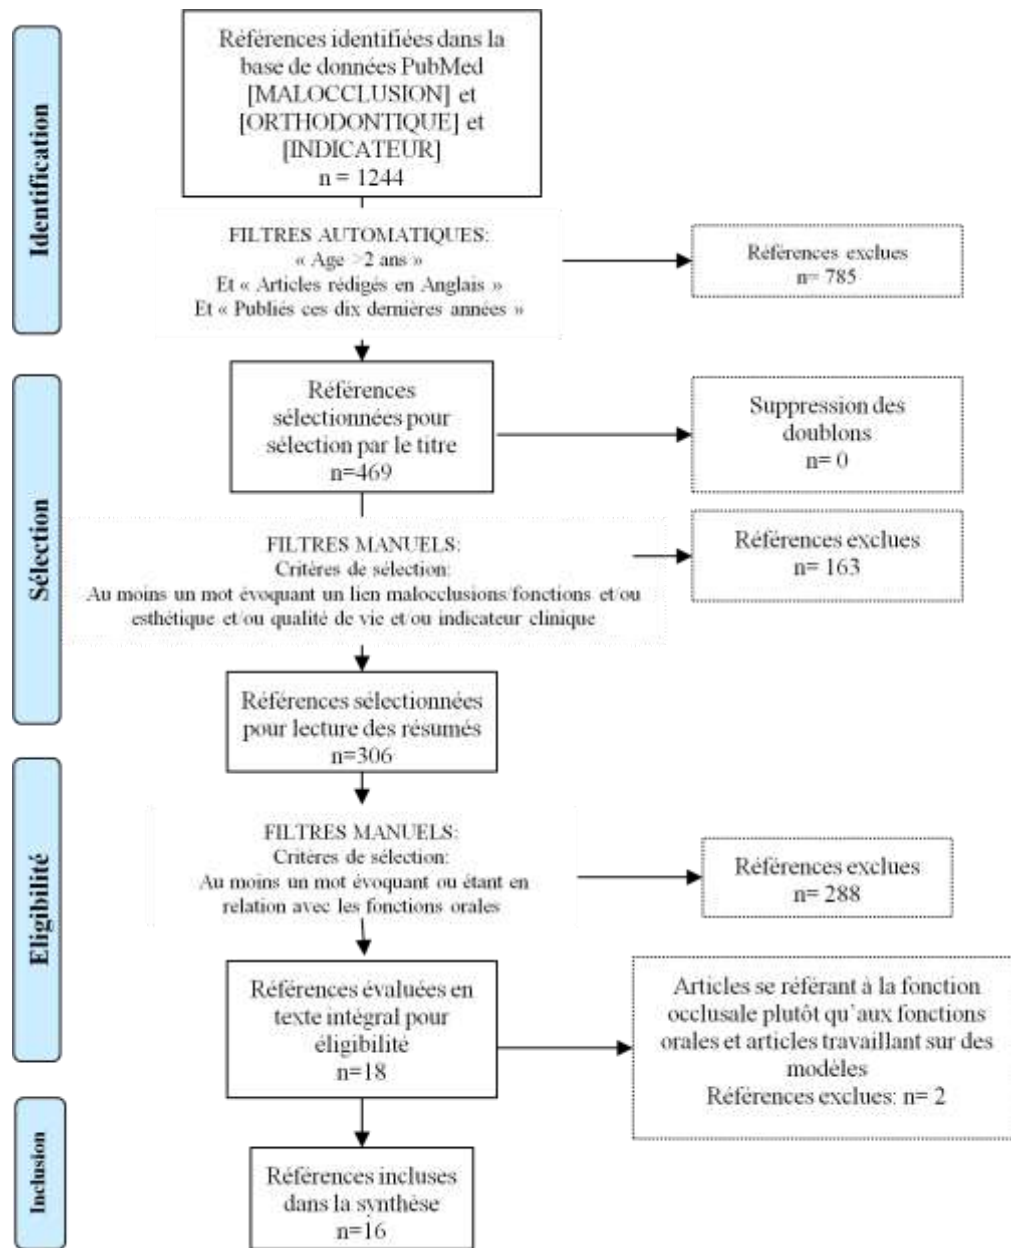 Identification
Références identifiées dans la
base de données PubMed
[MALOCCLUSION] et
[ORTHODONTIQUE] et
[INDICATEUR]
n = 1244
FILTRES AUTOMATIQUES:
« Age >2 ans »
Et « Articles rédigés en Anglais »
Et « Publiés ces dix dernières années »
Références exclues
n= 785
Sélection
Références
sélectionnées pour
sélection par le titre
n=469
Suppression des
doublons
n= 0
FILTRES MANUELS:
Critères de sélection:
Au moins un mot évoquant un lien malocclusions fonctions et/ou
esthétique et/ou qualité de vie et/ou indicateur clinique
Références exclues
n= 163
Références sélectionnées
pour lecture des résumés
n=306
Eligibilité
FILTRES MANUELS:
Critères de sélection:
Au moins un mot évoquant ou étant en
relation avec les fonctions orales
Références exclues
n= 288
Références évaluées en
texte intégral pour
éligibilité
n=18
Articles se référant à la fonction
occlusale plutôt qu'aux fonctions
orales et articles travaillant sur des
modèles
Références exclues: n= 2
Inclusion
Références incluses
dans la synthèse
n=16